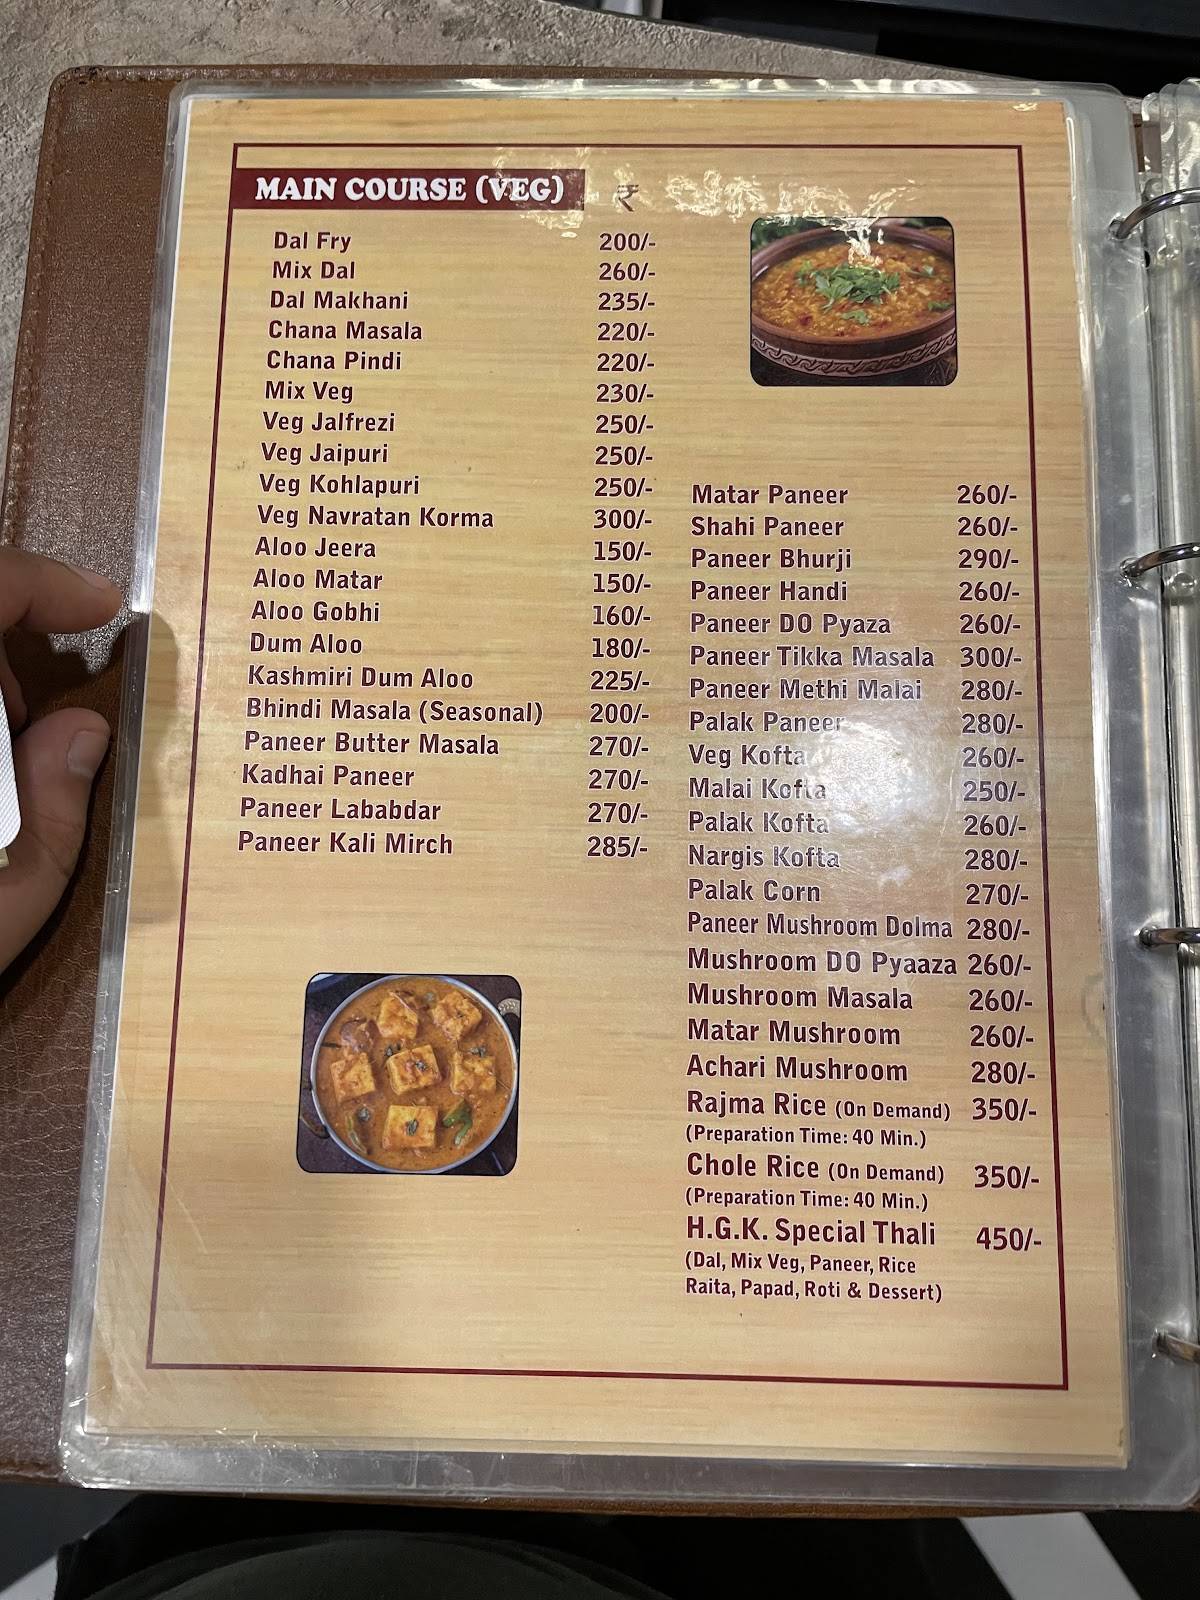 MAIN COURSE (VEG) ₹
Dal Fry 200/-
Mix Dal 260/-
Dal Makhani 235/-
Chana Masala 220/-
Chana Pindi 220/-
Mix Veg 230/-
Veg Jalfrezi 250/-
Veg Jaipuri 250/-
Veg Kohlapuri 250/-
Veg Navratan Korma 300/-
Aloo Jeera 150/-
Aloo Matar 150/-
Aloo Gobhi 160/-
Dum Aloo 180/-
Kashmiri Dum Aloo 225/-
Bhindi Masala (Seasonal) 200/-
Paneer Butter Masala 270/-
Kadhai Paneer 270/-
Paneer Lababdar 270/-
Paneer Kali Mirch 285/-
Matar Paneer 260/-
Shahi Paneer 260/-
Paneer Bhurji 290/-
Paneer Handi 260/-
Paneer DO Pyaza 260/-
Paneer Tikka Masala 300/-
Paneer Methi Malai 280/-
Palak Paneer 280/-
Veg Kofta 260/-
Malai Kofta 250/-
Palak Kofta 260/-
Nargis Kofta 280/-
Palak Corn 270/-
Paneer Mushroom Dolma 280/-
Mushroom DO Pyaaza 260/-
Mushroom Masala 260/-
Matar Mushroom 260/-
Achari Mushroom 280/-
Rajma Rice (On Demand) 350/-
(Preparation Time: 40 Min.)
Chole Rice (On Demand) 350/-
(Preparation Time: 40 Min.)
H.G.K. Special Thali 450/-
(Dal, Mix Veg, Paneer, Rice
Raita, Papad, Roti & Dessert)